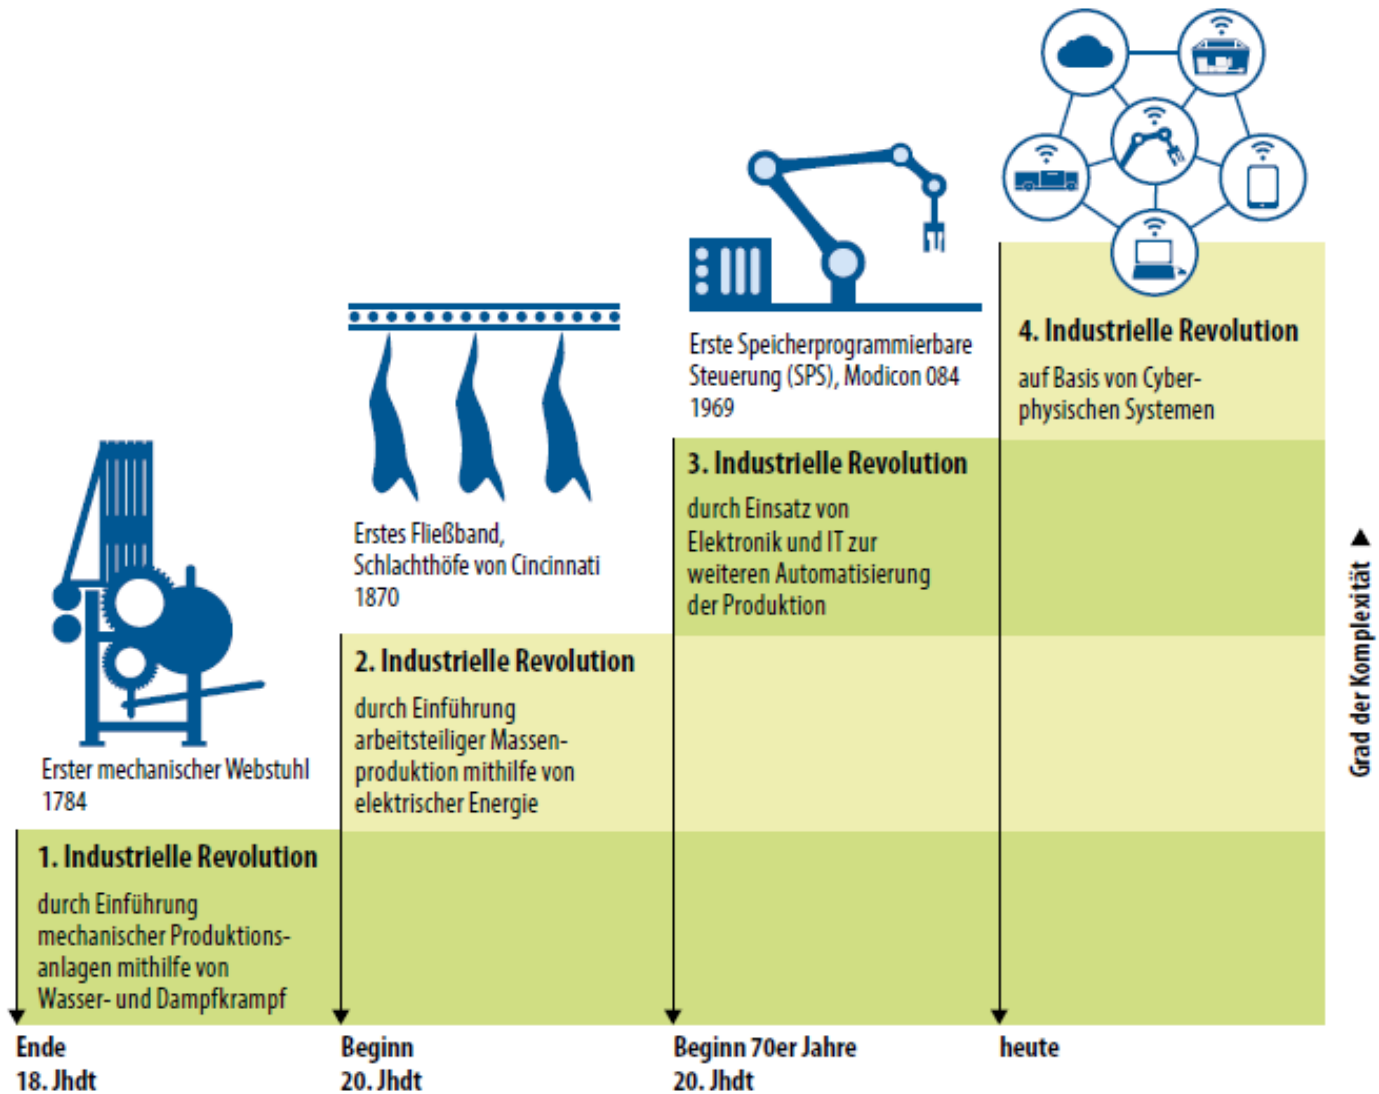 Erster mechanischer Webstuhl
1784
1. Industrielle Revolution
durch Einführung
mechanischer Produktions-
anlagen mithilfe von
Wasser- und Dampfkrampf
Ende
18. Jhdt
Erstes Fließband,
Schlachthöfe von Cincinnati
1870
2. Industrielle Revolution
durch Einführung
arbeitsteiliger Massen-
produktion mithilfe von
elektrischer Energie
Beginn
20. Jhdt
Erste Speicherprogrammierbare
Steuerung (SPS), Modicon 084
1969
3. Industrielle Revolution
durch Einsatz von
Elektronik und IT zur
weiteren Automatisierung
der Produktion
Beginn 70er Jahre
20. Jhdt
4. Industrielle Revolution
auf Basis von Cyber-
physischen Systemen
heute
Grad der Komplexität